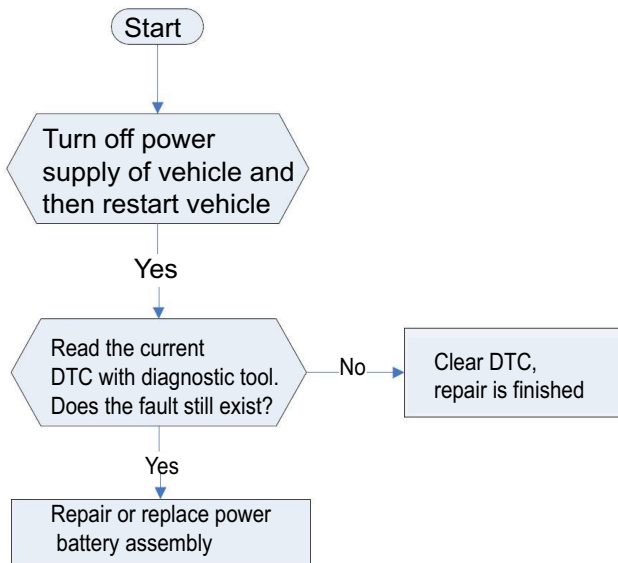 Start
Turn off power
supply of vehicle and
then restart vehicle
Yes
Read the current
DTC with diagnostic tool.
Does the fault still exist?
No
Clear DTC,
repair is finished
Yes
Repair or replace power
battery assembly